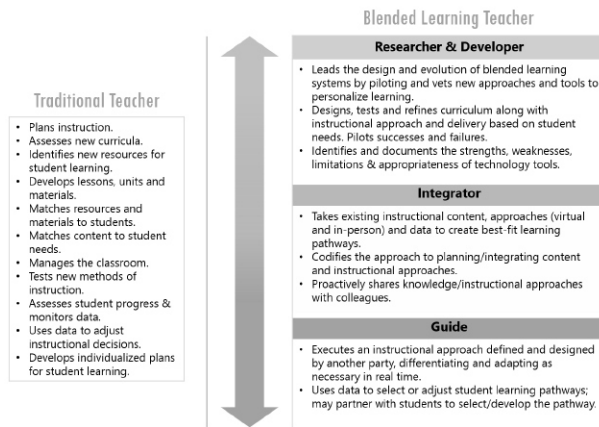 Blended Learning Teacher
Traditional Teacher
• Plans instruction.
• Assesses new curricula.
• Identifies new resources for
student learning.
• Develops lessons, units and
materials.
• Matches resources and
materials to students.
• Matches content to student
needs.
• Manages the classroom.
• Tests new methods of
instruction.
• Assesses student progress &
monitors data.
• Uses data to adjust
instructional decisions.
• Develops individualized plans
for student learning.
Researcher & Developer
• Leads the design and evolution of blended learning
systems by piloting and vets new approaches and tools to
personalize learning.
• Designs, tests and refines curriculum along with
instructional approach and delivery based on student
needs. Pilots successes and failures.
• Identifies and documents the strengths, weaknesses,
limitations & appropriateness of technology tools.
Integrator
• Takes existing instructional content, approaches (virtual
and in-person) and data to create best-fit learning
pathways.
• Codifies the approach to planning/integrating content
and instructional approaches.
• Proactively shares knowledge/instructional approaches
with colleagues.
Guide
• Executes an instructional approach defined and designed
by another party, differentiating and adapting as
necessary in real time.
• Uses data to select or adjust student learning pathways;
may partner with students to select/develop the pathway.